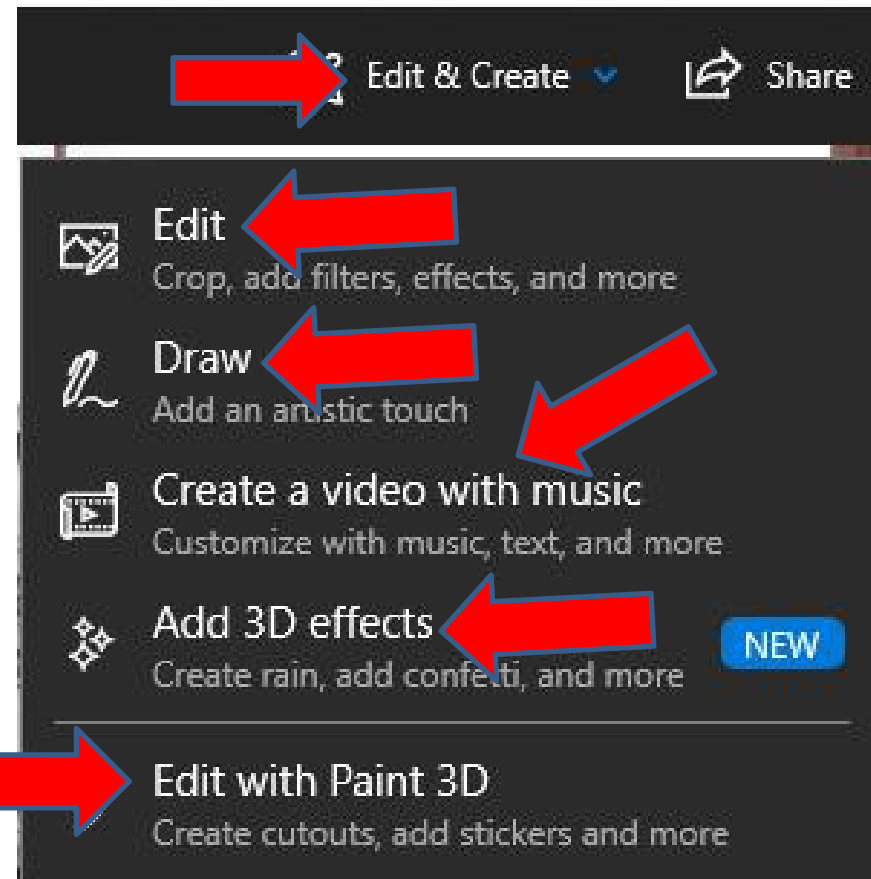 Edit & Create
Share
Edit
Crop, add filters, effects, and more
Draw
Add an artistic touch
Create a video with music
Customize with music, text, and more
Add 3D effects
NEW
Create rain, add confetti, and more
Edit with Paint 3D
Create cutouts, add stickers and more